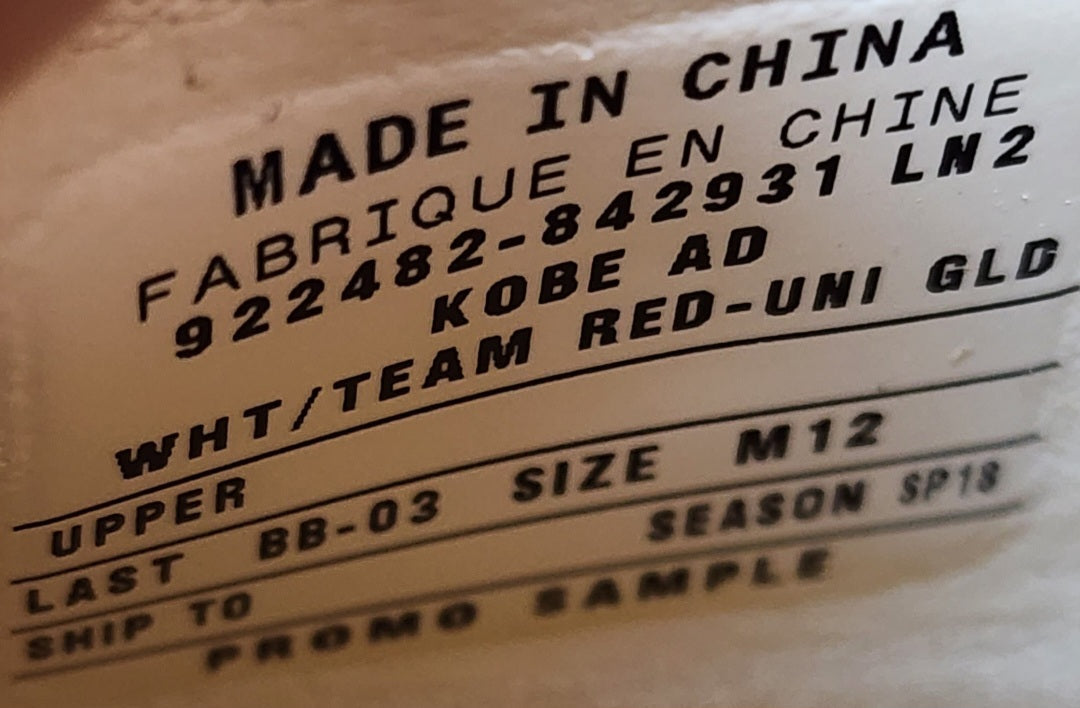 MADE IN CHINA
FABRIQUE EN CHINE
922482-842931 LN2
KOBE AD
WHT/TEAM RED-UNI GLD
UPPER
LAST BB-03 SIZE M12
SHIP TO SEASON SP18
PROMO SAMPLE